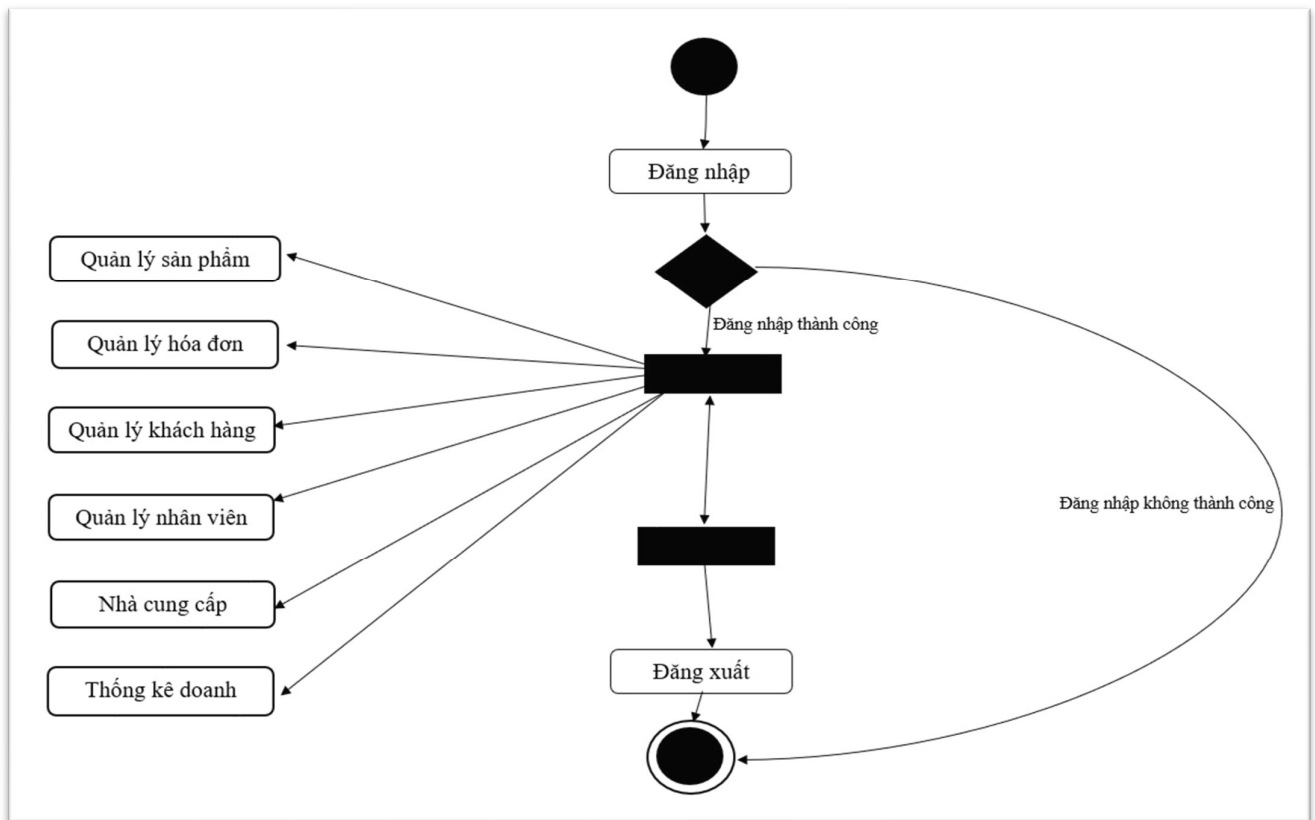 Đăng nhập
Quản lý sản phẩm
Đăng nhập thành công
Quản lý hóa đơn
Quản lý khách hàng
Đăng nhập không thành công
Quản lý nhân viên
Nhà cung cấp
Đăng xuất
Thống kê doanh